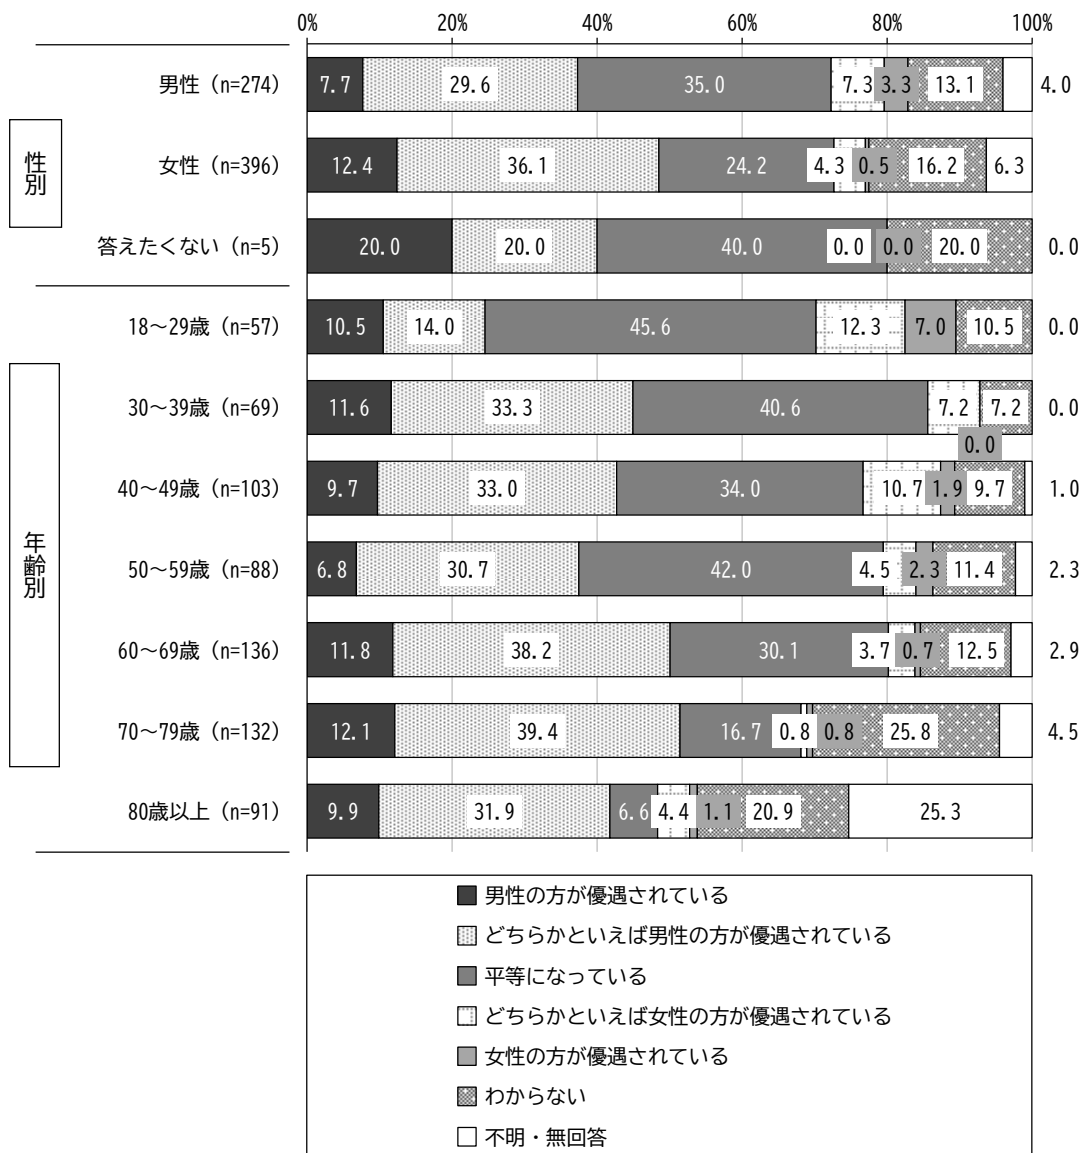 0% 20% 40% 60% 80% 100%
性別
男性（n=274） 7.7 29.6 35.0 7.3 3.3 13.1 4.0
女性（n=396） 12.4 36.1 24.2 4.3 0.5 16.2 6.3
答えたくない（n=5） 20.0 20.0 40.0 0.0 0.0 20.0 0.0
年齢別
18～29歳（n=57） 10.5 14.0 45.6 12.3 7.0 10.5 0.0
30～39歳（n=69） 11.6 33.3 40.6 7.2 0.0 7.2 0.0
40～49歳（n=103） 9.7 33.0 34.0 10.7 1.9 9.7 1.0
50～59歳（n=88） 6.8 30.7 42.0 4.5 2.3 11.4 2.3
60～69歳（n=136） 11.8 38.2 30.1 3.7 0.7 12.5 2.9
70～79歳（n=132） 12.1 39.4 16.7 0.8 0.8 25.8 4.5
80歳以上（n=91） 9.9 31.9 6.6 4.4 1.1 20.9 25.3
男性の方が優遇されている
どちらかといえば男性の方が優遇されている
平等になっている
どちらかといえば女性の方が優遇されている
女性の方が優遇されている
わからない
不明・無回答